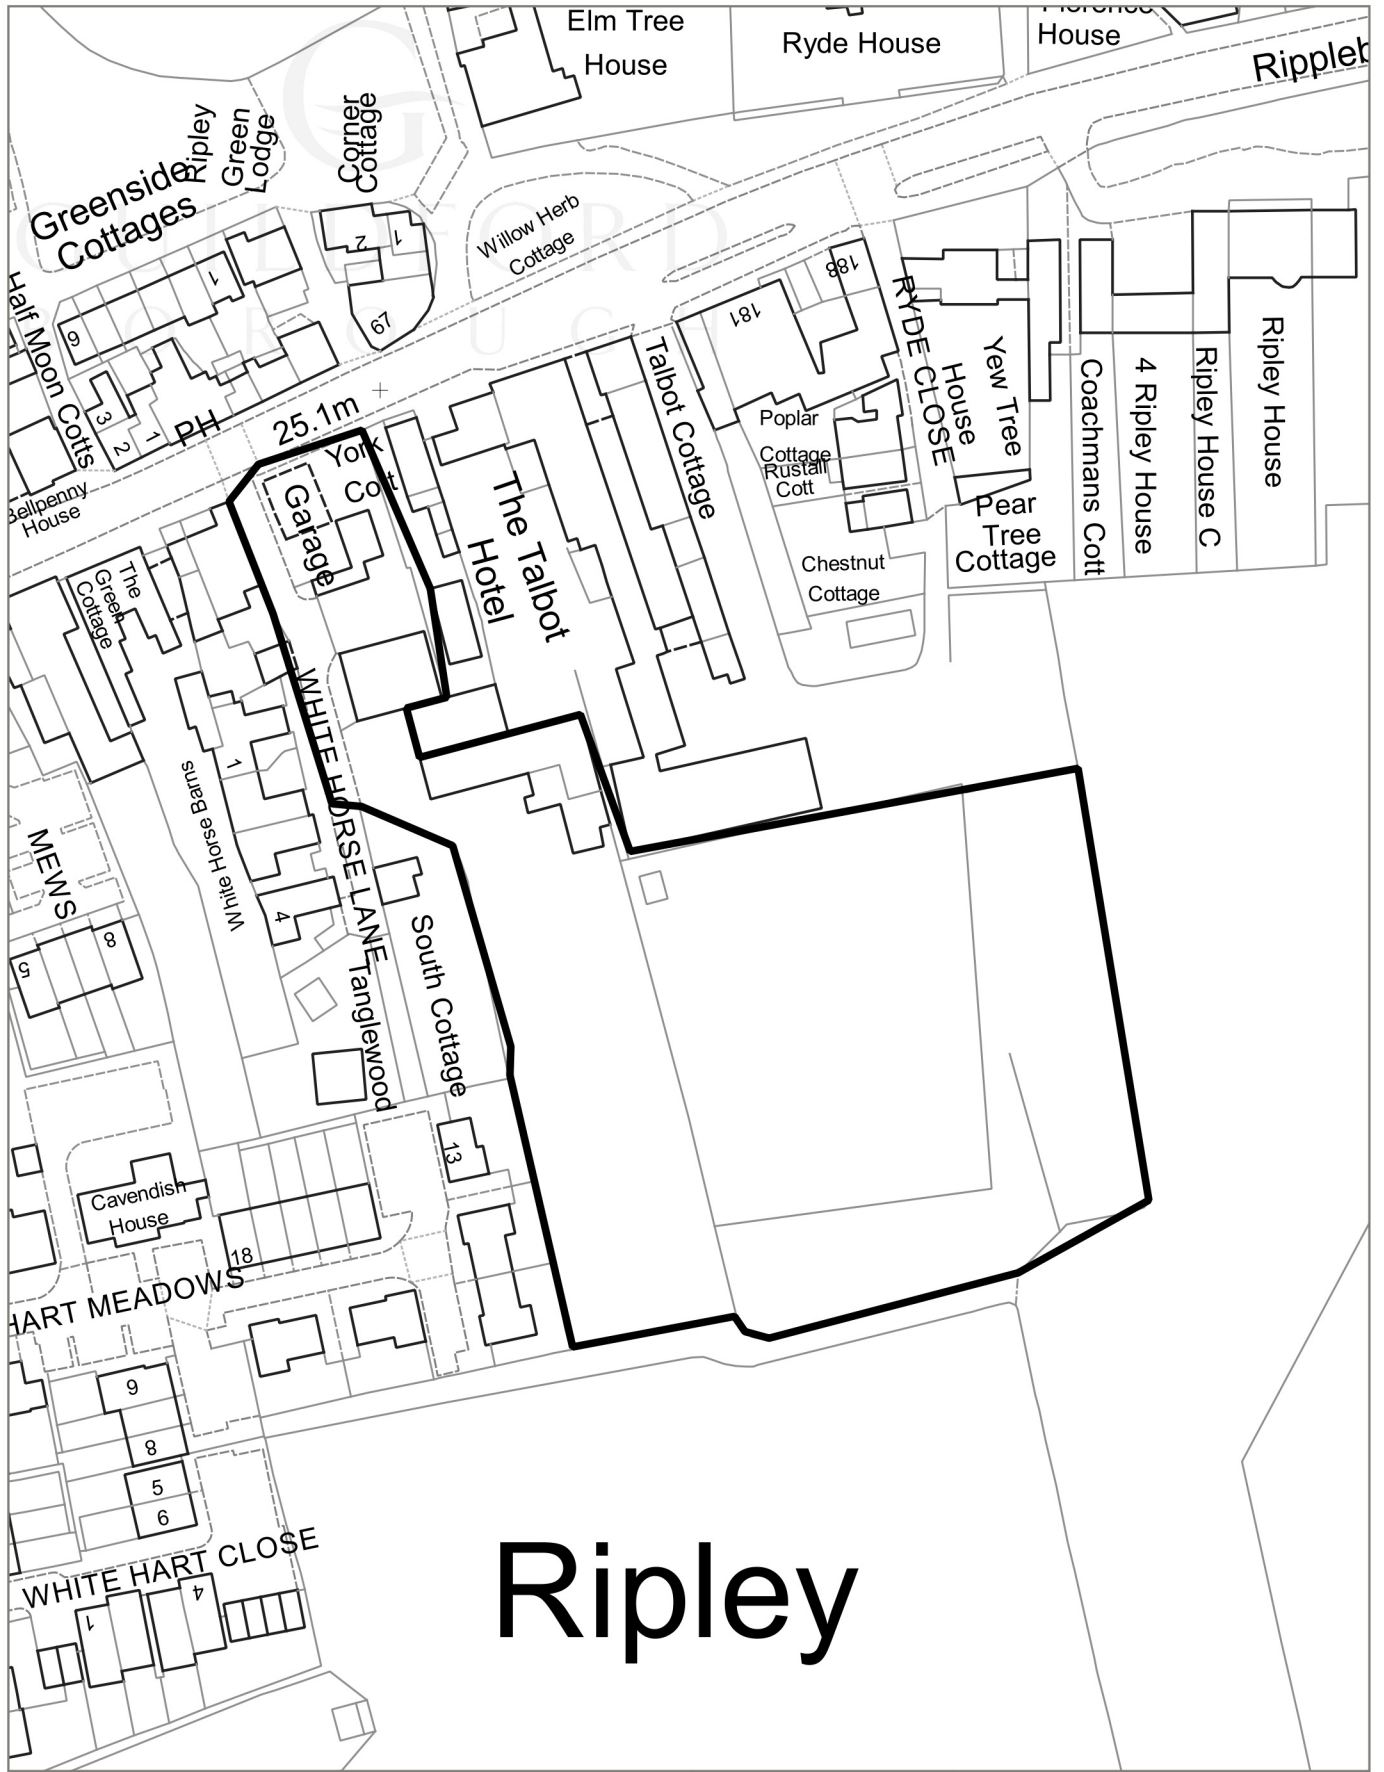 Elm Tree
House
Ryde House
Florence
House
Rippleb
Ripley
Green
Lodge
Corner
Cottage
Greenside
Cottages
GUILDFORD
BOROUGH
Willow Herb
Cottage
2
1
67
1
6
Half Moon Cotts
3
2
1
PH
25.1m
York
Cott
Garage
Bellpenny
House
The
Green
Cottage
The Talbot
Hotel
Talbot Cottage
181
188
RYDE CLOSE
Poplar
Cottage
Rustall
Cott
Chestnut
Cottage
Yew Tree
House
Pear
Tree
Cottage
Coachmans Cott
4 Ripley House
Ripley House C
Ripley House
WHITE HORSE LANE
White Horse Barns
1
4
MEWS
8
5
South Cottage
Tanglewood
13
Cavendish
House
18
HART MEADOWS
9
8
5
6
WHITE HART CLOSE
1
4
Ripley